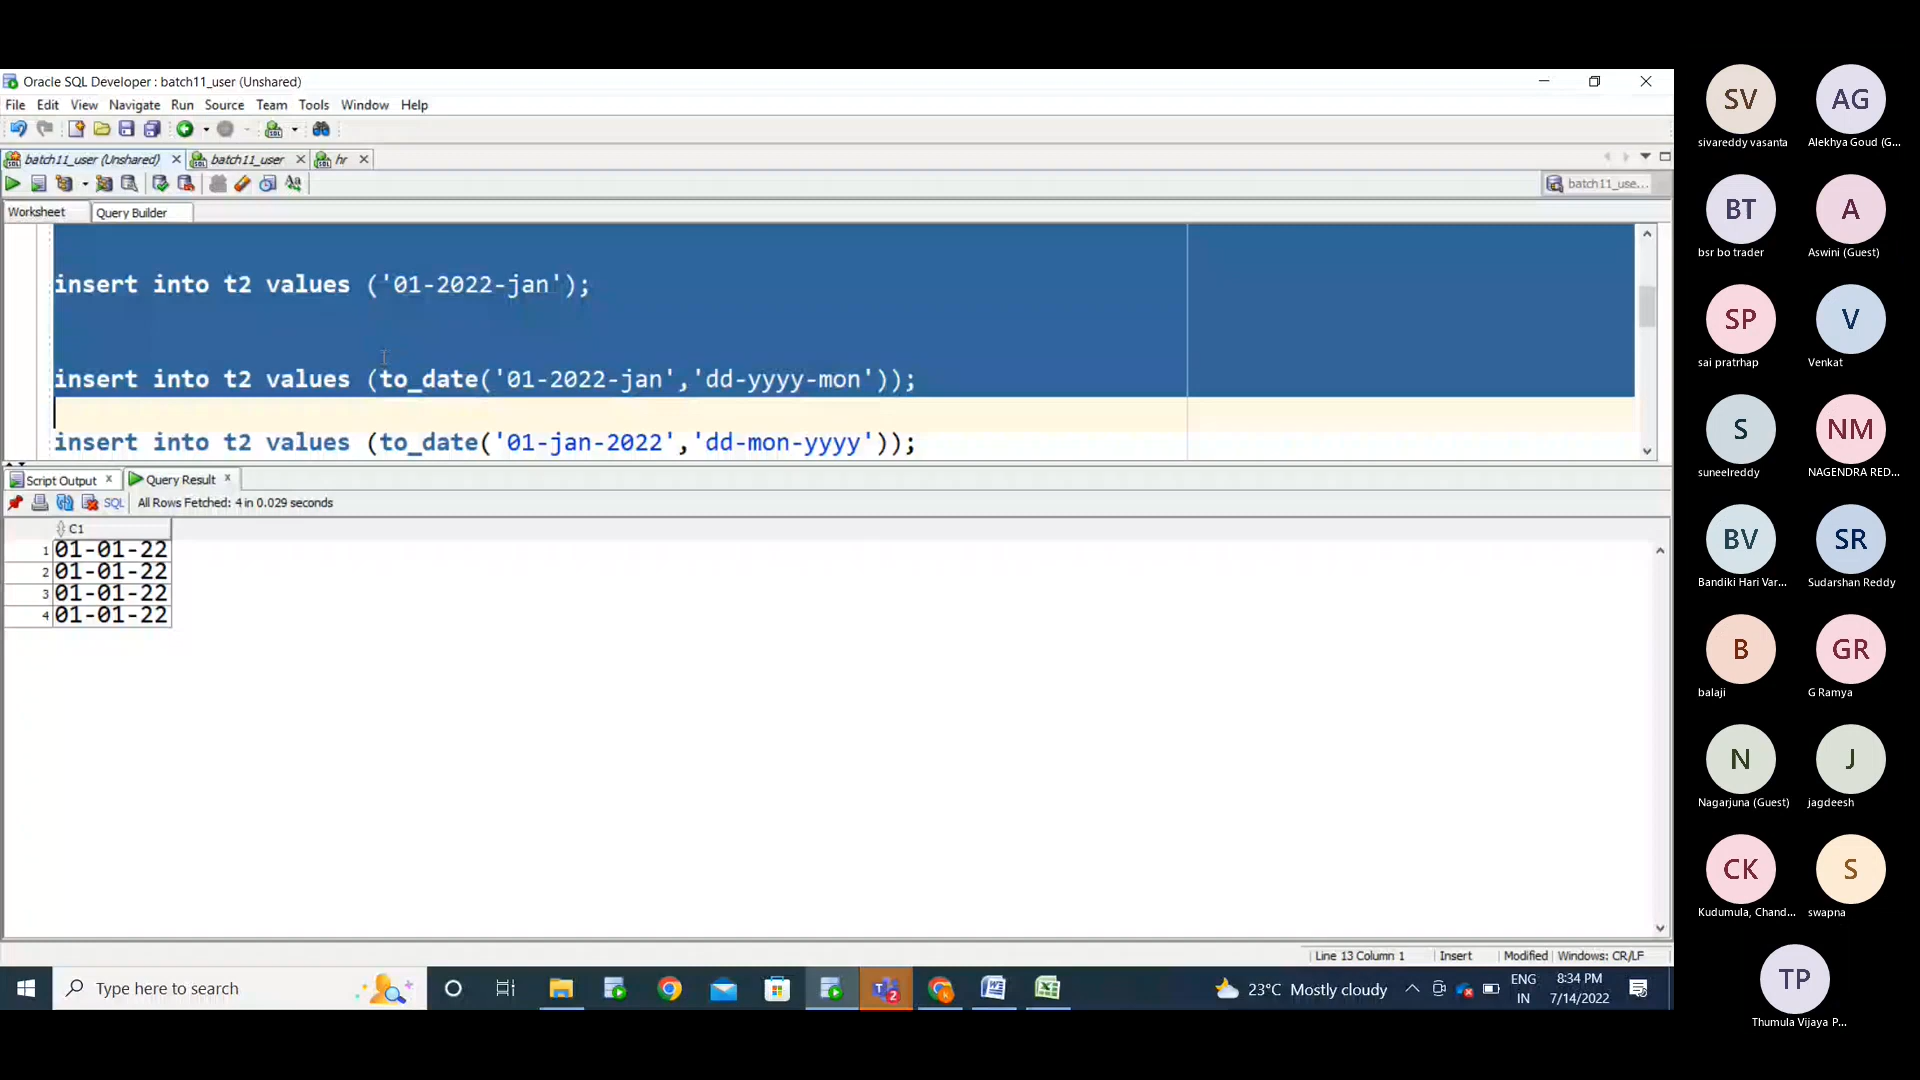 Oracle SQL Developer : batch11_user (Unshared)
File Edit View Navigate Run Source Team Tools Window Help
batch11_user (Unshared) batch11_user hr
batch11_use...
Worksheet Query Builder
insert into t2 values ('01-2022-jan');
insert into t2 values (to_date('01-2022-jan','dd-yyyy-mon'));
insert into t2 values (to_date('01-jan-2022','dd-mon-yyyy'));
Script Output Query Result
SQL All Rows Fetched: 4 in 0.029 seconds
C1
1 01-01-22
2 01-01-22
3 01-01-22
4 01-01-22
Line 13 Column 1 Insert Modified Windows: CR/LF
Type here to search
23°C Mostly cloudy
ENG
IN
8:34 PM
7/14/2022
SV AG
sivareddy vasanta Alekhya Goud (G...
BT A
bsr bo trader Aswini (Guest)
SP V
sai pratrhap Venkat
S NM
suneelreddy NAGENDRA RED...
BV SR
Bandiki Hari Var... Sudarshan Reddy
B GR
balaji G Ramya
N J
Nagarjuna (Guest) jagdeesh
CK S
Kudumula, Chand... swapna
TP
Thumula Vijaya P...